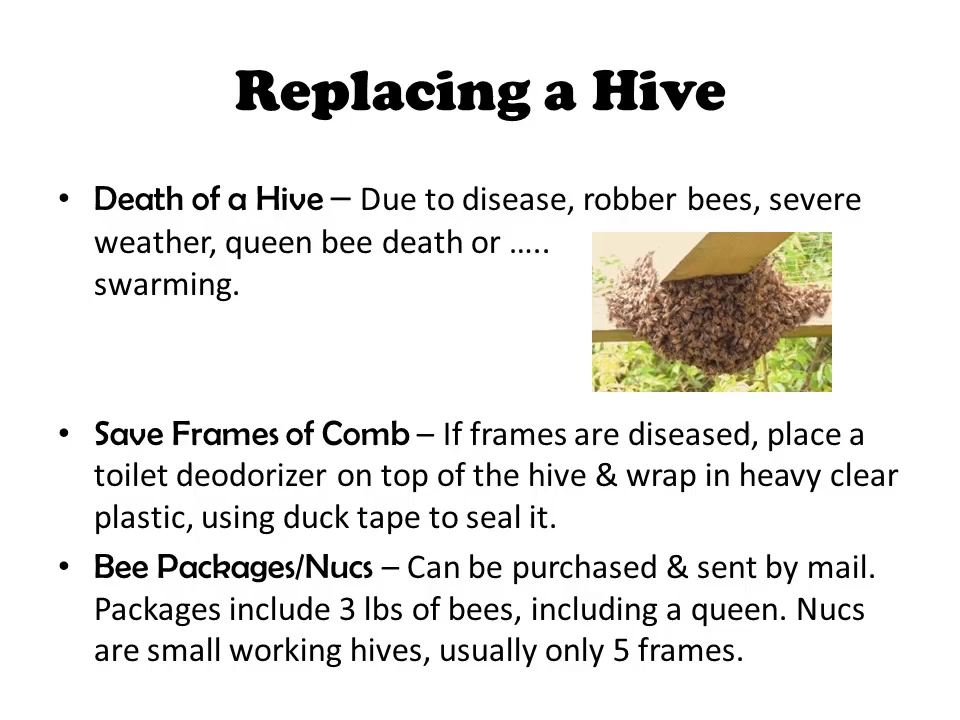 Replacing a Hive
• Death of a Hive – Due to disease, robber bees, severe
weather, queen bee death or …..
swarming.
• Save Frames of Comb – If frames are diseased, place a
toilet deodorizer on top of the hive & wrap in heavy clear
plastic, using duck tape to seal it.
• Bee Packages/Nucs – Can be purchased & sent by mail.
Packages include 3 lbs of bees, including a queen. Nucs
are small working hives, usually only 5 frames.